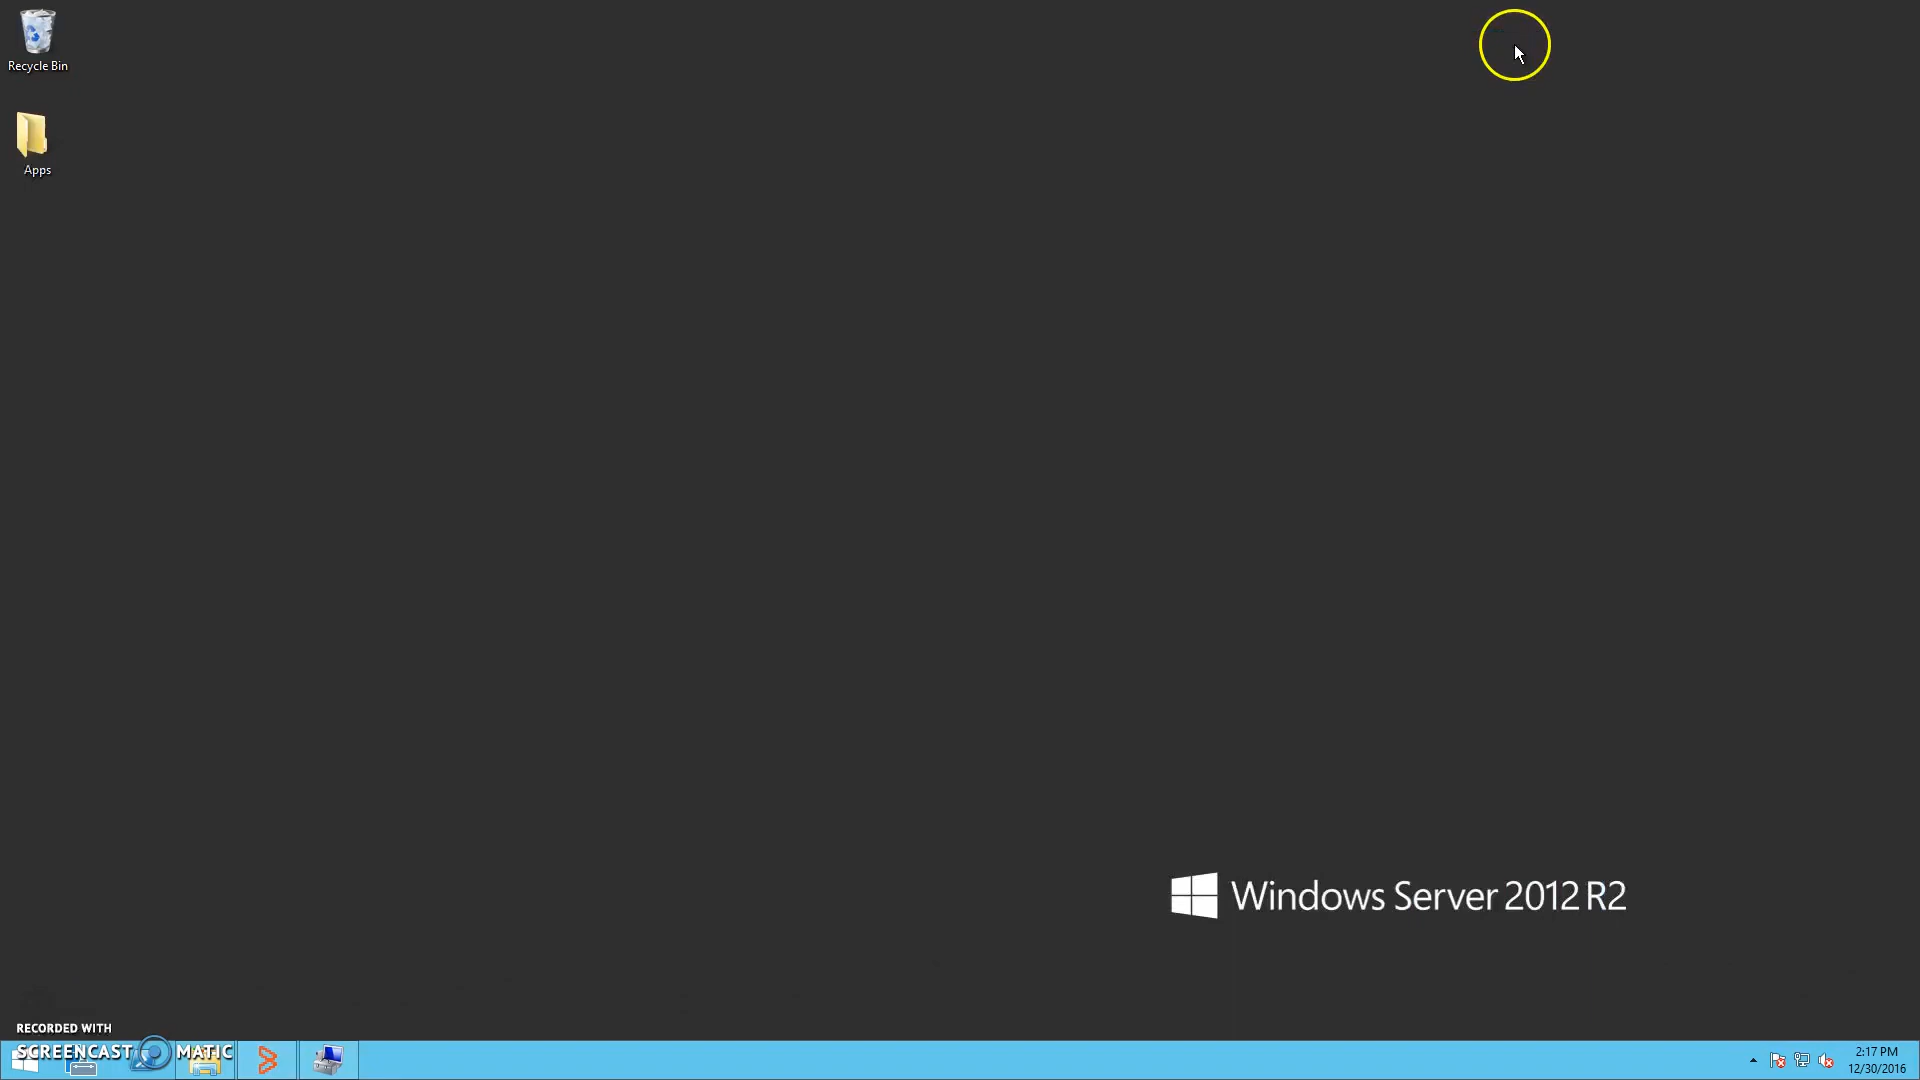 Recycle Bin
Apps
Windows Server 2012 R2
RECORDED WITH
SCREENCAST MATIC
2:17 PM
12/30/2016